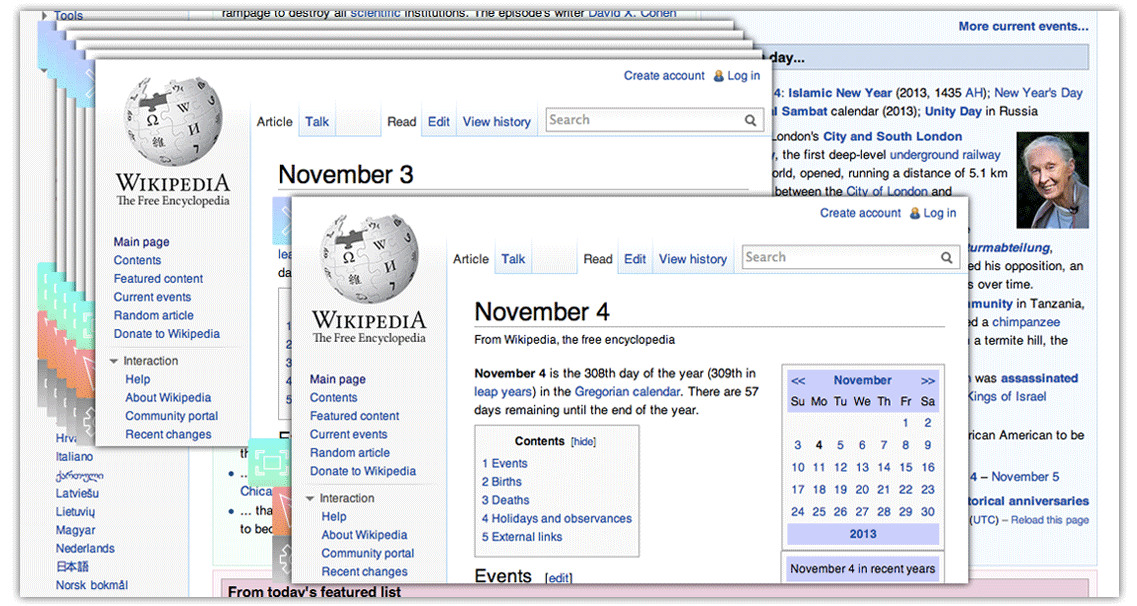 Tools
rampage to destroy all scientific institutions. The episode's writer David X. Cohen
More current events...
day...
4: Islamic New Year (2013, 1435 AH); New Year's Day
Sambat calendar (2013); Unity Day in Russia
London's City and South London
the first deep-level underground railway
opened, running a distance of 5.1 km
between the City of London and
ed his opposition, an
s over time.
in Tanzania,
ed a chimpanzee
a termite hill, the
was assassinated
Kings of Israel
American to be
4 – November 5
anniversaries
(UTC) – Reload this page
Create account Log in
Article Talk Read Edit View history Search
November 3
WIKIPEDIA
The Free Encyclopedia
Main page
Contents
Featured content
Current events
Random article
Donate to Wikipedia
Interaction
Help
About Wikipedia
Community portal
Recent changes
lea
da
1
2
3
4
5
Create account Log in
Article Talk Read Edit View history Search
November 4
WIKIPEDIA
The Free Encyclopedia
From Wikipedia, the free encyclopedia
November 4 is the 308th day of the year (309th in
leap years) in the Gregorian calendar. There are 57
days remaining until the end of the year.
Main page
Contents
Featured content
Current events
Random article
Donate to Wikipedia
Interaction
Help
About Wikipedia
Community portal
Recent changes
Contents [hide]
1 Events
2 Births
3 Deaths
4 Holidays and observances
5 External links
Events [edit]
<< November >>
Su Mo Tu We Th Fr Sa
1 2
3 4 5 6 7 8 9
10 11 12 13 14 15 16
17 18 19 20 21 22 23
24 25 26 27 28 29 30
2013
November 4 in recent years
Italiano
ქართული
Latviešu
Lietuvių
Magyar
Nederlands
日本語
Norsk bokmål
th
...
Chica
... tha
to bec
From today's featured list